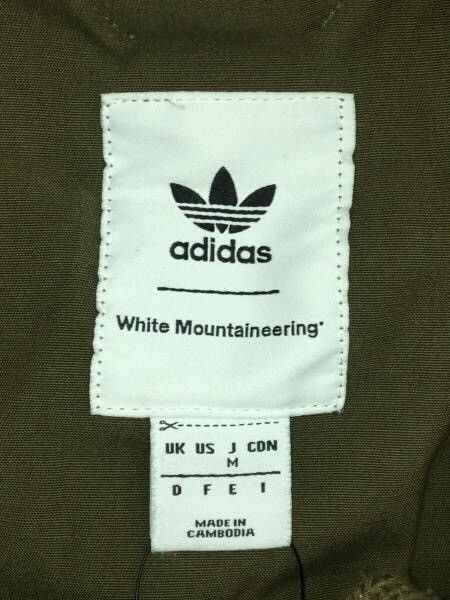 adidas
White Mountaineering®
UK US J CDN
M
D F E I
MADE IN
CAMBODIA